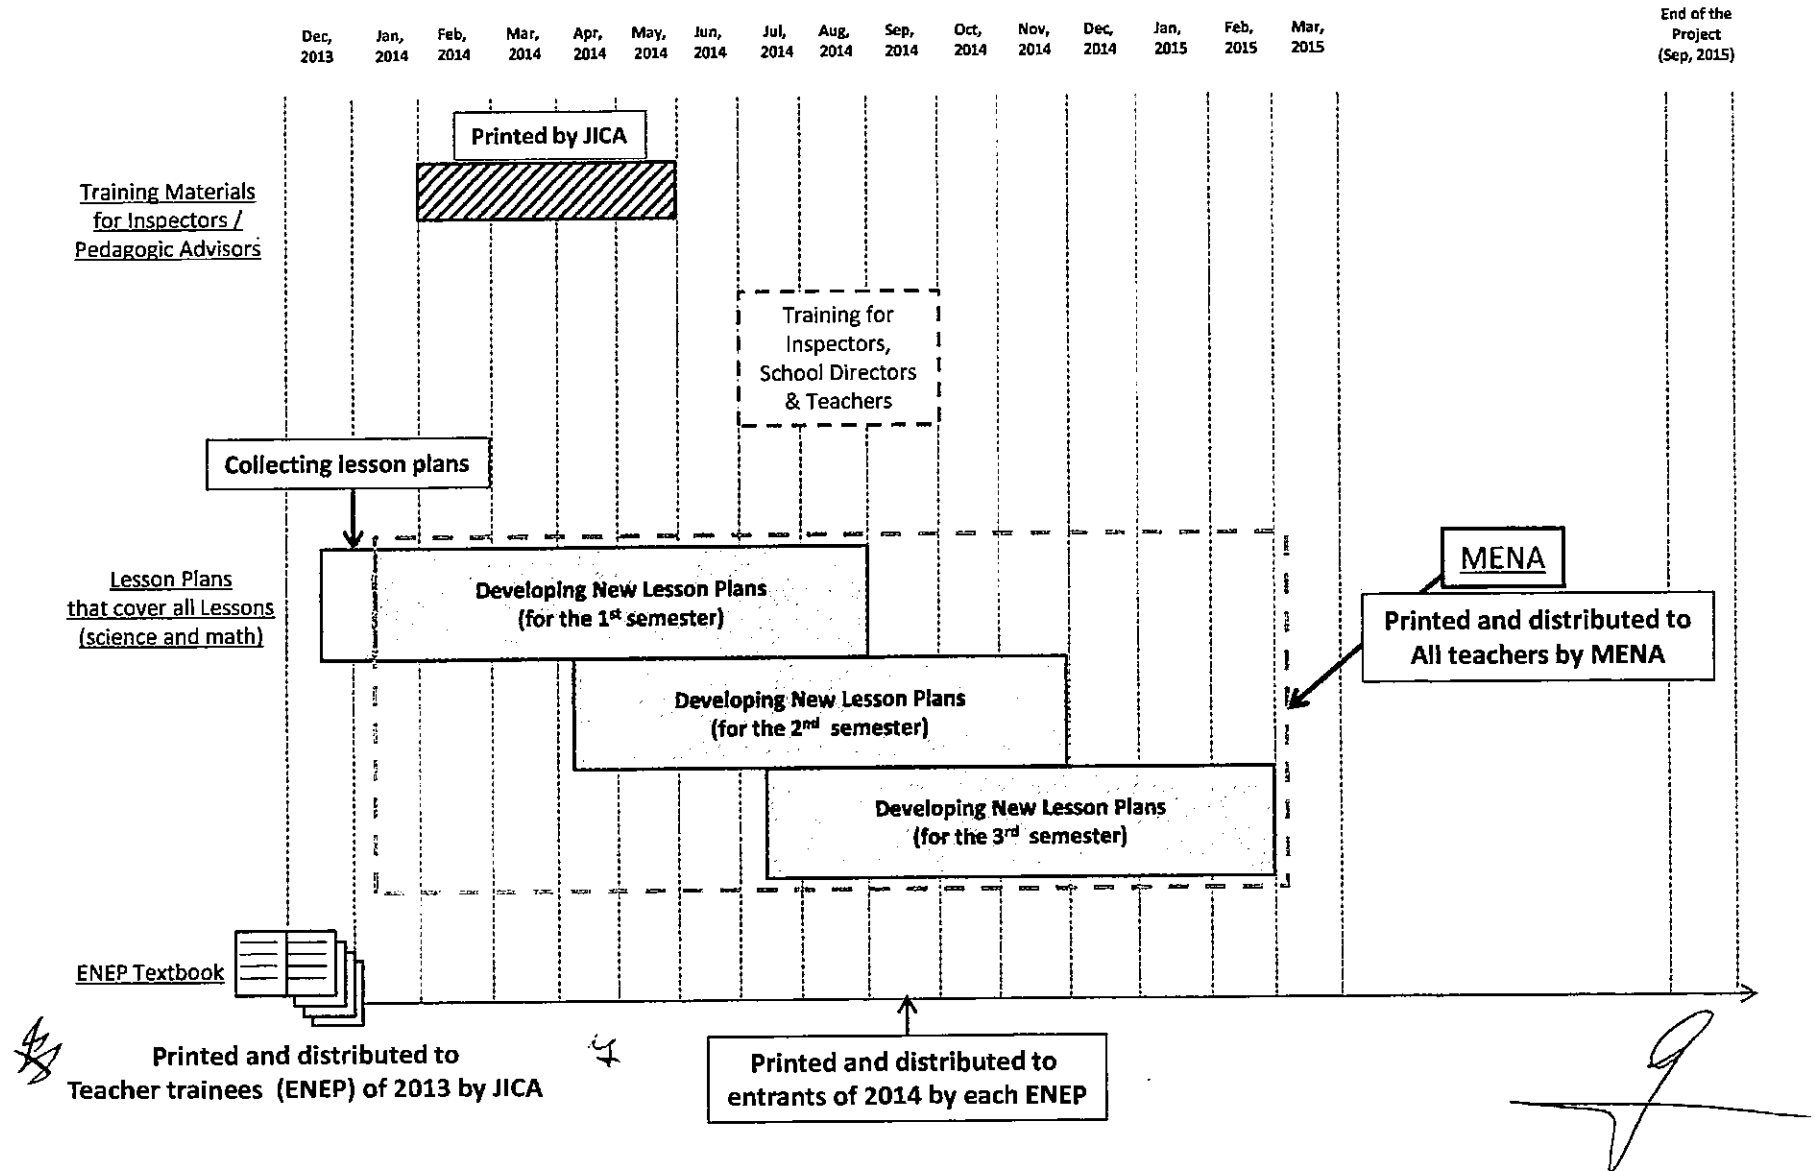 Dec,
2013
Jan,
2014
Feb,
2014
Mar,
2014
Apr,
2014
May,
2014
Jun,
2014
Jul,
2014
Aug,
2014
Sep,
2014
Oct,
2014
Nov,
2014
Dec,
2014
Jan,
2015
Feb,
2015
Mar,
2015
End of the
Project
(Sep, 2015)
Printed by JICA
Training Materials
for Inspectors /
Pedagogic Advisors
Training for
Inspectors,
School Directors
& Teachers
Collecting lesson plans
Lesson Plans
that cover all Lessons
(science and math)
Developing New Lesson Plans
(for the 1st semester)
Developing New Lesson Plans
(for the 2nd semester)
Developing New Lesson Plans
(for the 3rd semester)
MENA
Printed and distributed to
All teachers by MENA
ENEP Textbook
Printed and distributed to
Teacher trainees (ENEP) of 2013 by JICA
Printed and distributed to
entrants of 2014 by each ENEP